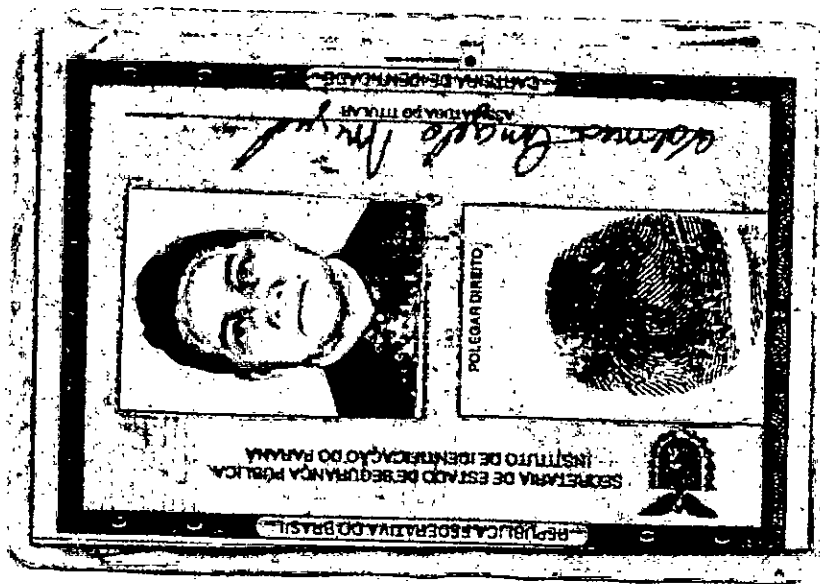 REPÚBLICA FEDERATIVA DO BRASIL
SECRETARIA DE ESTADO DE SEGURANÇA PÚBLICA
INSTITUTO DE IDENTIFICAÇÃO DO PARANÁ
POLEGAR DIREITO
Angelo
ASSINATURA DO TITULAR
CARTEIRA DE IDENTIDADE